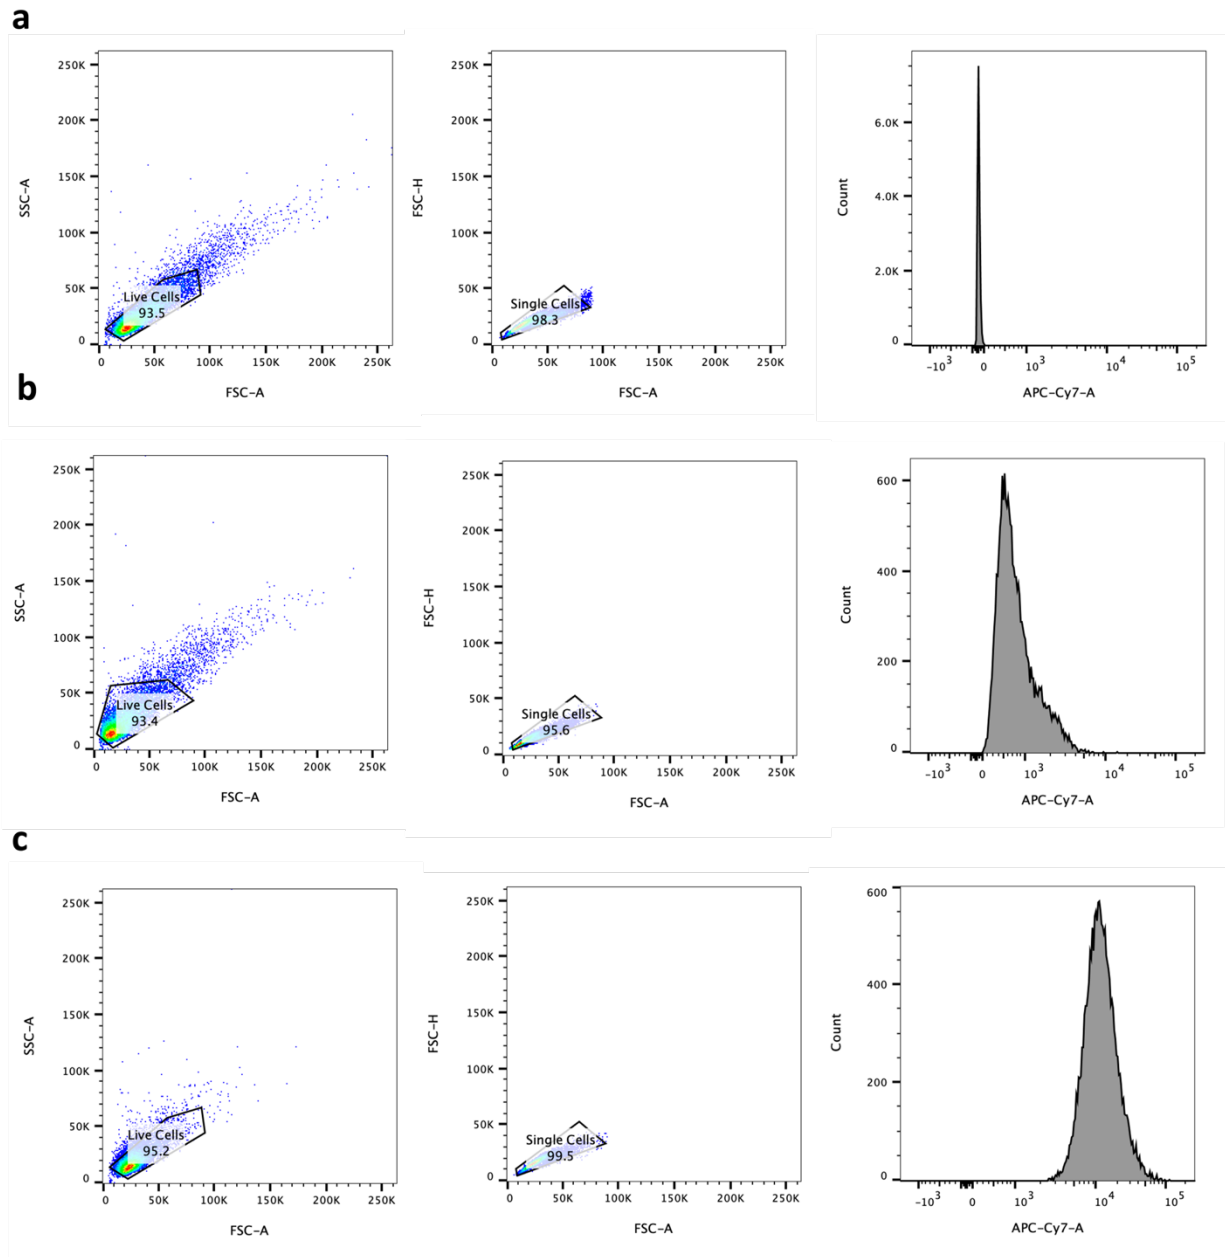 a
250K
200K
150K
100K
50K
0
SSC-A
Live Cells
93.5
0 50K 100K 150K 200K 250K
FSC-A
250K
200K
150K
100K
50K
0
FSC-H
Single Cells
98.3
0 50K 100K 150K 200K 250K
FSC-A
6.0K
4.0K
2.0K
0
Count
-10³ 0 10³ 10⁴ 10⁵
APC-Cy7-A
b
250K
200K
150K
100K
50K
0
SSC-A
Live Cells
93.4
0 50K 100K 150K 200K 250K
FSC-A
250K
200K
150K
100K
50K
0
FSC-H
Single Cells
95.6
0 50K 100K 150K 200K 250K
FSC-A
600
400
200
0
Count
-10³ 0 10³ 10⁴ 10⁵
APC-Cy7-A
c
250K
200K
150K
100K
50K
0
SSC-A
Live Cells
95.2
0 50K 100K 150K 200K 250K
FSC-A
250K
200K
150K
100K
50K
0
FSC-H
Single Cells
99.5
0 50K 100K 150K 200K 250K
FSC-A
600
400
200
0
Count
-10³ 0 10³ 10⁴ 10⁵
APC-Cy7-A